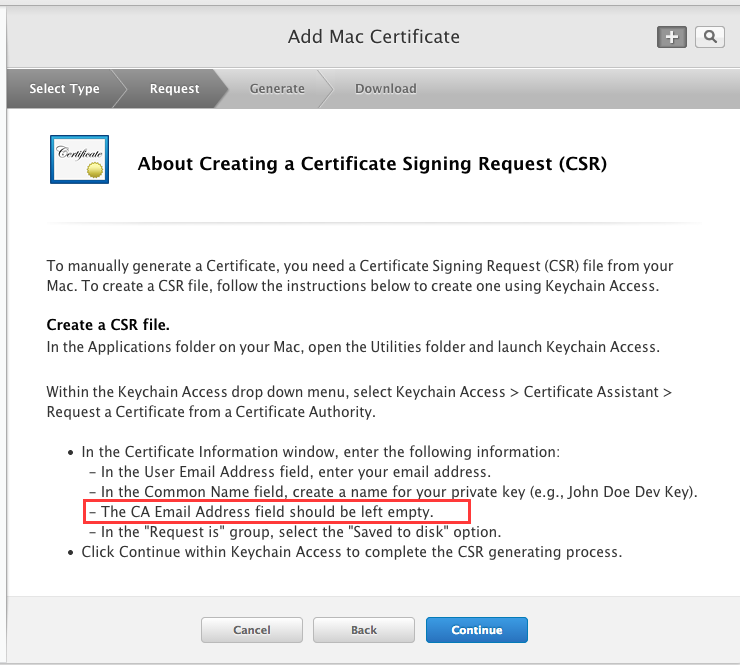 Add Mac Certificate
Select Type
Request
Generate
Download
Certificate
About Creating a Certificate Signing Request (CSR)
To manually generate a Certificate, you need a Certificate Signing Request (CSR) file from your
Mac. To create a CSR file, follow the instructions below to create one using Keychain Access.
Create a CSR file.
In the Applications folder on your Mac, open the Utilities folder and launch Keychain Access.
Within the Keychain Access drop down menu, select Keychain Access > Certificate Assistant >
Request a Certificate from a Certificate Authority.
• In the Certificate Information window, enter the following information:
– In the User Email Address field, enter your email address.
– In the Common Name field, create a name for your private key (e.g., John Doe Dev Key).
– The CA Email Address field should be left empty.
– In the "Request is" group, select the "Saved to disk" option.
• Click Continue within Keychain Access to complete the CSR generating process.
Cancel
Back
Continue